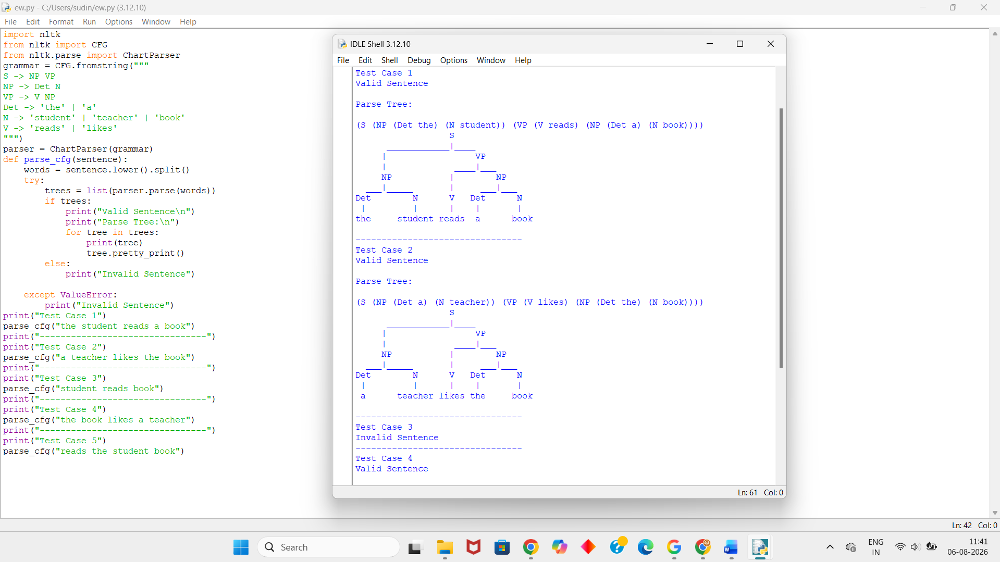 ew.py - C:/Users/sudin/ew.py (3.12.10)
File Edit Format Run Options Window Help
import nltk
from nltk import CFG
from nltk.parse import ChartParser
grammar = CFG.fromstring("""
S -> NP VP
NP -> Det N
VP -> V NP
Det -> 'the' | 'a'
N -> 'student' | 'teacher' | 'book'
V -> 'reads' | 'likes'
""")
parser = ChartParser(grammar)
def parse_cfg(sentence):
    words = sentence.lower().split()
    try:
        trees = list(parser.parse(words))
        if trees:
            print("Valid Sentence\n")
            print("Parse Tree:\n")
            for tree in trees:
                print(tree)
                tree.pretty_print()
        else:
            print("Invalid Sentence")
    except ValueError:
        print("Invalid Sentence")
print("Test Case 1")
parse_cfg("the student reads a book")
print("--------------------------------")
print("Test Case 2")
parse_cfg("a teacher likes the book")
print("--------------------------------")
print("Test Case 3")
parse_cfg("student reads book")
print("--------------------------------")
print("Test Case 4")
parse_cfg("the book likes a teacher")
print("--------------------------------")
print("Test Case 5")
parse_cfg("reads the student book")
Ln: 42 Col: 0
IDLE Shell 3.12.10
File Edit Shell Debug Options Window Help
Test Case 1
Valid Sentence
Parse Tree:
(S (NP (Det the) (N student)) (VP (V reads) (NP (Det a) (N book))))
                  S
      ____________|____
     |                 VP
     |             ____|___
     NP           |        NP
  ___|_____       |     ___|___
Det        N      V   Det      N
 |         |      |    |       |
the     student reads  a      book
--------------------------------
Test Case 2
Valid Sentence
Parse Tree:
(S (NP (Det a) (N teacher)) (VP (V likes) (NP (Det the) (N book))))
                  S
      ____________|____
     |                 VP
     |             ____|___
     NP           |        NP
  ___|_____       |     ___|___
Det        N      V   Det      N
 |         |      |    |       |
 a      teacher likes the     book
--------------------------------
Test Case 3
Invalid Sentence
--------------------------------
Test Case 4
Valid Sentence
Ln: 61 Col: 0
Search
ENG
IN
11:41
06-08-2026